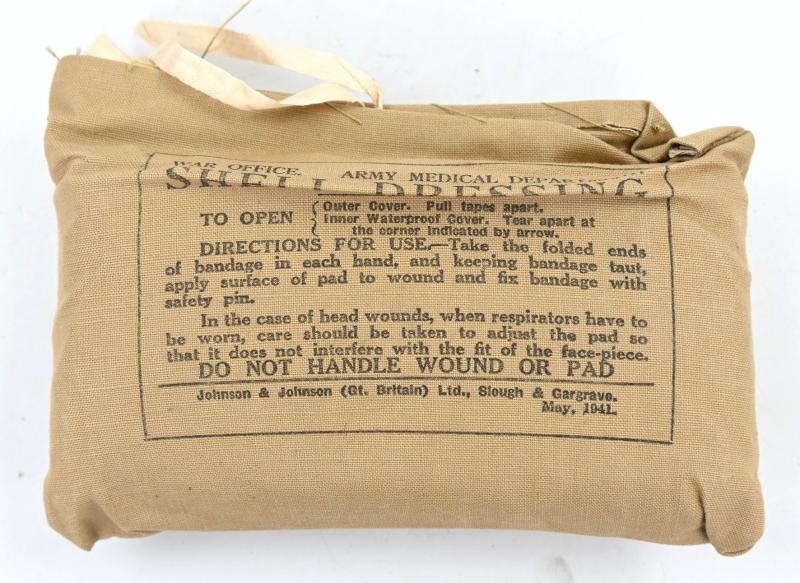 WAR OFFICE. ARMY MEDICAL DEPARTMENT
SHELL DRESSING
TO OPEN { Outer Cover. Pull tapes apart.
Inner Waterproof Cover. Tear apart at
the corner indicated by arrow.
DIRECTIONS FOR USE.—Take the folded ends
of bandage in each hand, and keeping bandage taut,
apply surface of pad to wound and fix bandage with
safety pin.
In the case of head wounds, when respirators have to
be worn, care should be taken to adjust the pad so
that it does not interfere with the fit of the face-piece.
DO NOT HANDLE WOUND OR PAD
Johnson & Johnson (Gt. Britain) Ltd., Slough & Gargrave.
May, 1941.